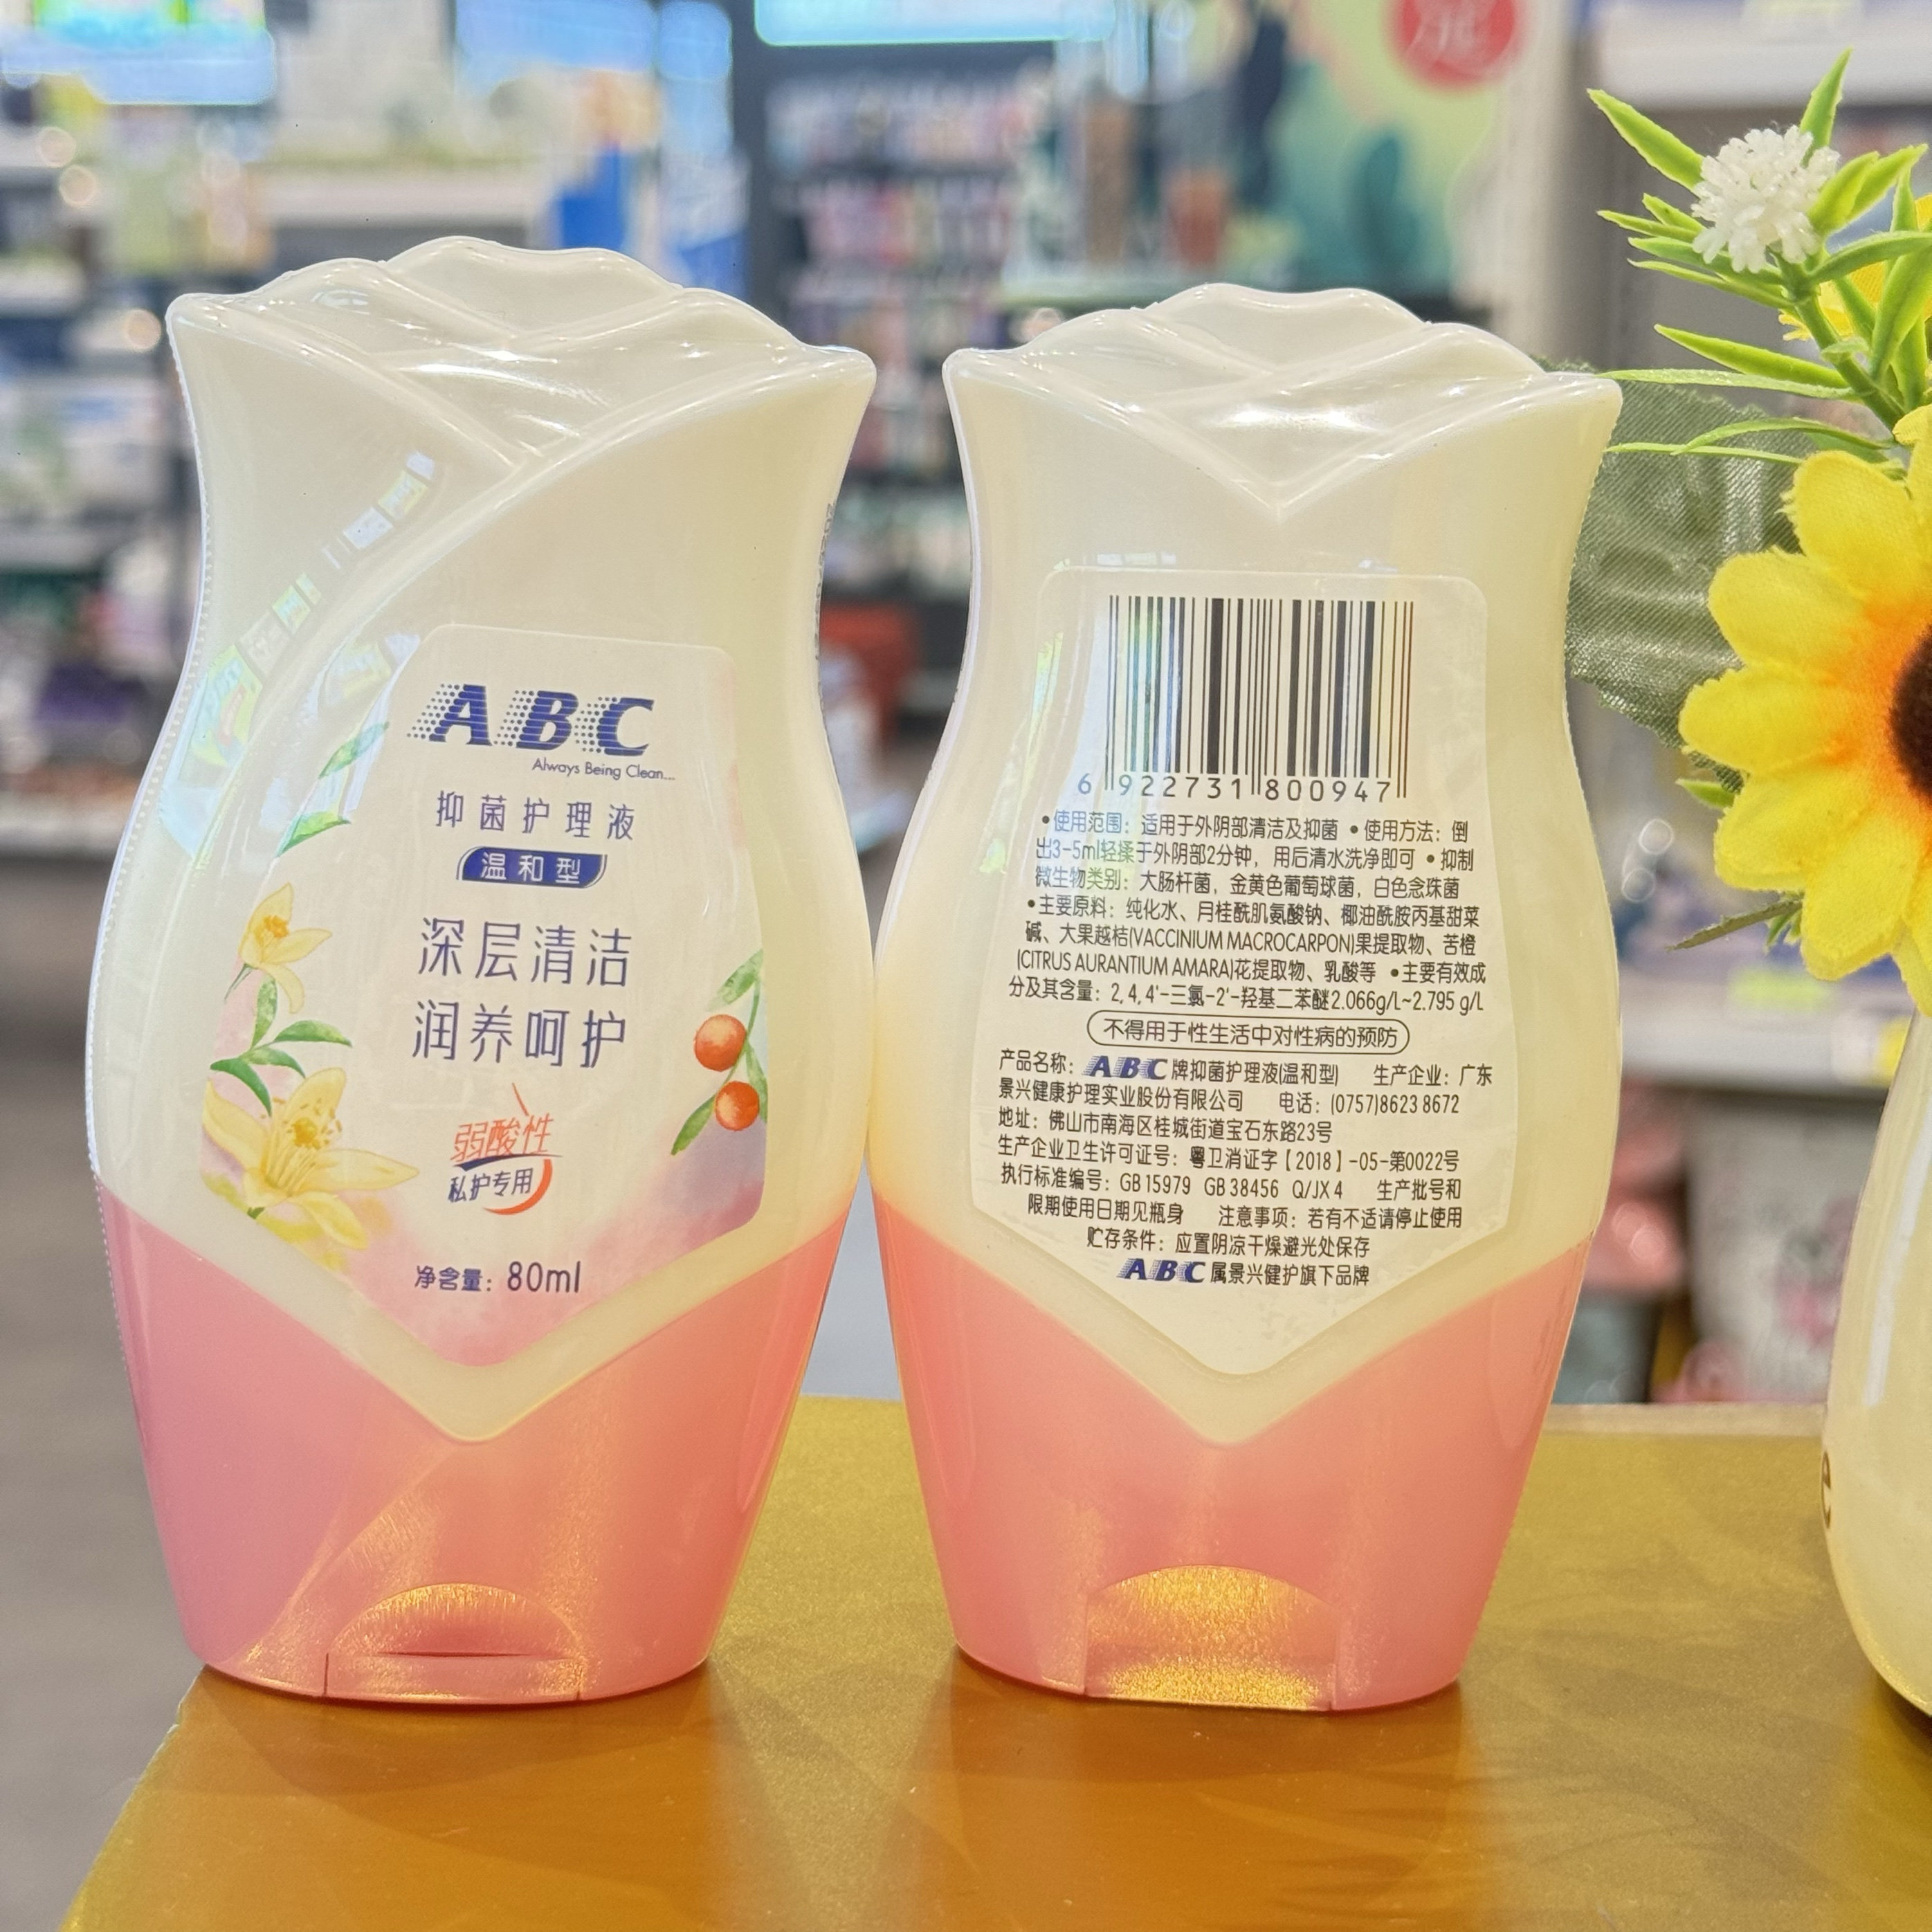 ABC
Always Being Clean...
抑菌护理液
温和型
深层清洁
润养呵护
弱酸性
私护专用
净含量：80ml
6 922731 800947
•使用范围：适用于外阴部清洁及抑菌 •使用方法：倒
出3-5ml轻揉于外阴部2分钟，用后清水洗净即可 •抑制
微生物类别：大肠杆菌，金黄色葡萄球菌，白色念珠菌
•主要原料：纯化水、月桂酰肌氨酸钠、椰油酰胺丙基甜菜
碱、大果越桔(VACCINIUM MACROCARPON)果提取物、苦橙
(CITRUS AURANTIUM AMARA)花提取物、乳酸等 •主要有效成
分及其含量：2,4,4'-三氯-2'-羟基二苯醚2.066g/L~2.795 g/L
不得用于性生活中对性病的预防
产品名称：ABC牌抑菌护理液(温和型) 生产企业：广东
景兴健康护理实业股份有限公司 电话：(0757)8623 8672
地址：佛山市南海区桂城街道宝石东路23号
生产企业卫生许可证号：粤卫消证字【2018】-05-第0022号
执行标准编号：GB 15979 GB 38456 Q/JX 4 生产批号和
限期使用日期见瓶身 注意事项：若有不适请停止使用
贮存条件：应置阴凉干燥避光处保存
ABC 属景兴健护旗下品牌